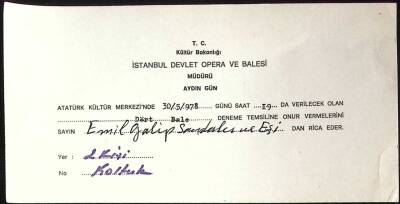 T. C.
Kültür Bakanlığı
İSTANBUL DEVLET OPERA VE BALESİ
MÜDÜRÜ
AYDIN GÜN
ATATÜRK KÜLTÜR MERKEZİ'NDE 30/5/1978 GÜNÜ SAAT 19 DA VERİLECEK OLAN
Dört Bale DENEME TEMSİLİNE ONUR VERMELERİNİ
SAYIN Emil Galip Sandalcı ve Eşi DAN RİCA EDER.
Yer : 2 Kişi
No Koltuk